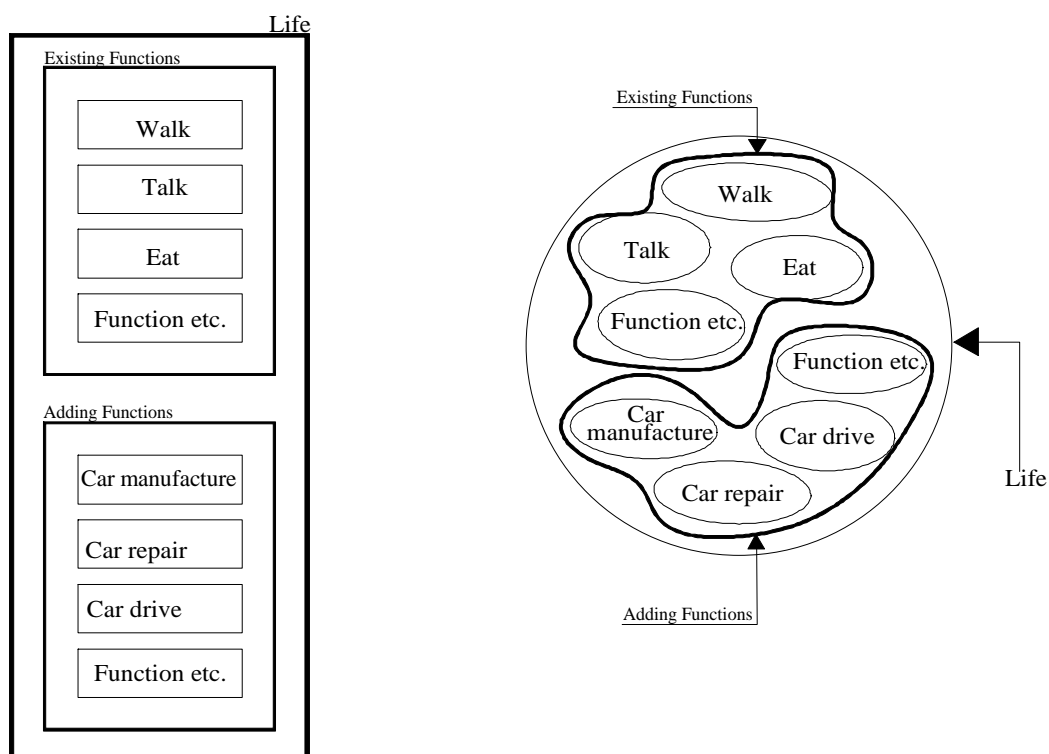 Life
Existing Functions
Walk
Talk
Eat
Function etc.
Adding Functions
Car manufacture
Car repair
Car drive
Function etc.
Existing Functions
Walk
Talk
Eat
Function etc.
Function etc.
Car
manufacture
Car drive
Car repair
Life
Adding Functions